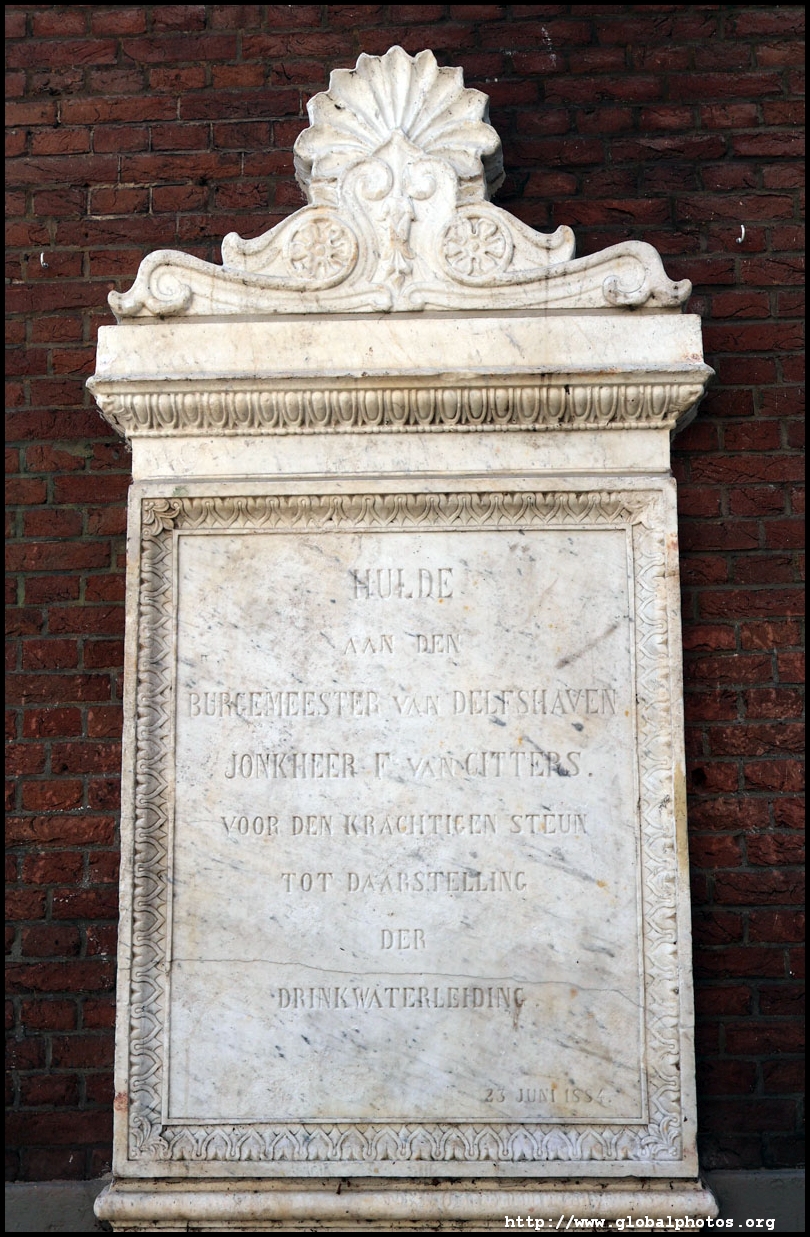 HULDE
AAN DEN
BURGEMEESTER VAN DELFSHAVEN
JONKHEER F. VAN CITTERS.
VOOR DEN KRACHTIGEN STEUN
TOT DAARSTELLING
DER
DRINKWATERLEIDING.
23 JUNI 1884.
http://www.globalphotos.org